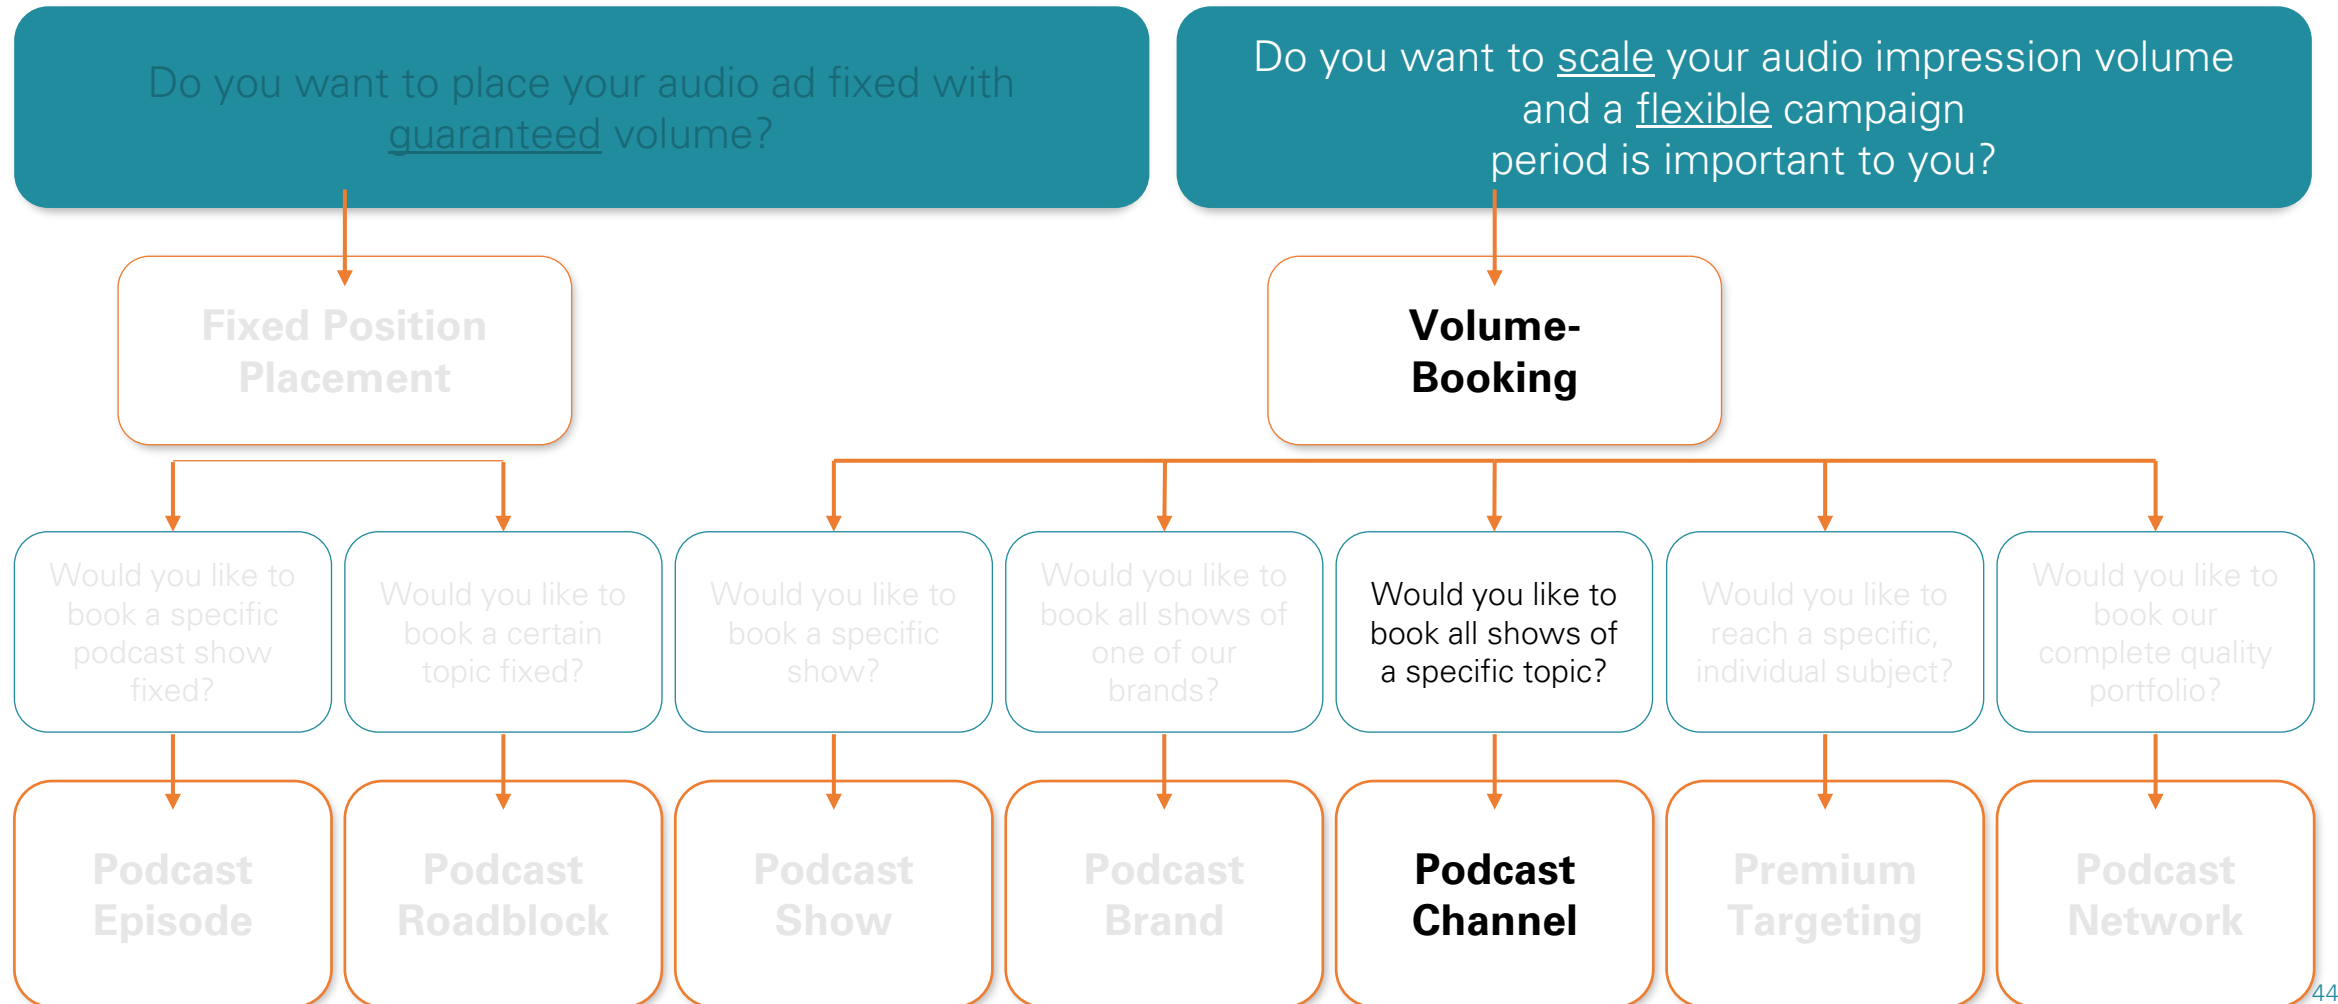 Do you want to place your audio ad fixed with
guaranteed volume?
Do you want to scale your audio impression volume
and a flexible campaign
period is important to you?
Fixed Position
Placement
Volume-
Booking
Would you like to
book a specific
podcast show
fixed?
Would you like to
book a certain
topic fixed?
Would you like to
book a specific
show?
Would you like to
book all shows of
one of our
brands?
Would you like to
book all shows of
a specific topic?
Would you like to
reach a specific,
individual subject?
Would you like to
book our
complete quality
portfolio?
Podcast
Episode
Podcast
Roadblock
Podcast
Show
Podcast
Brand
Podcast
Channel
Premium
Targeting
Podcast
Network
44